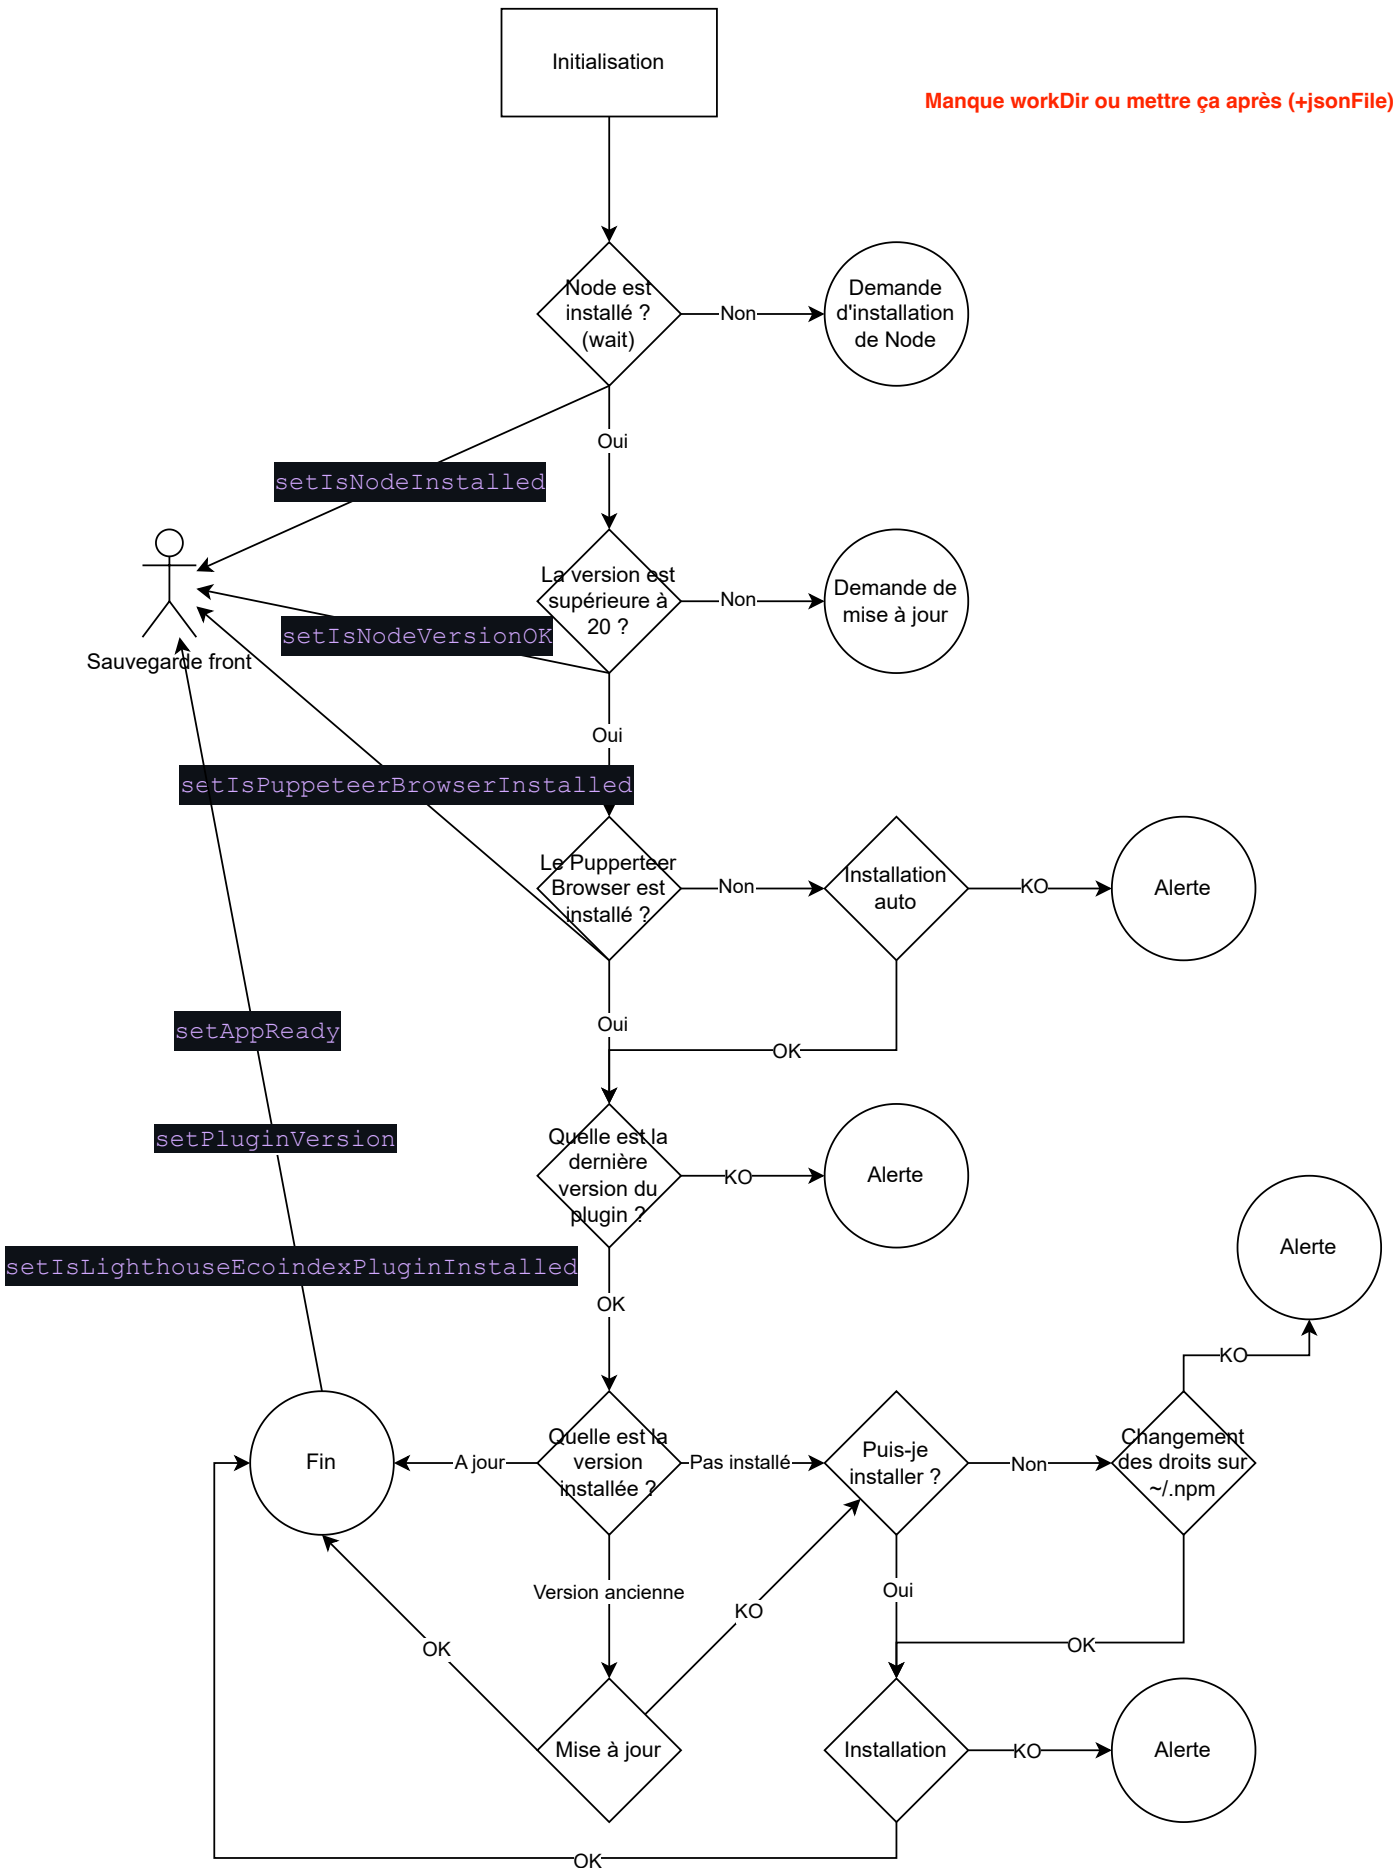 Initialisation
Manque workDir ou mettre ça après (+jsonFile)
Node est
installé ?
(wait)
Non
Demande
d'installation
de Node
Oui
setIsNodeInstalled
La version est
supérieure à
20 ?
Non
Demande de
mise à jour
setIsNodeVersionOK
Sauvegarde front
Oui
setIsPuppeteerBrowserInstalled
Le Pupperteer
Browser est
installé ?
Non
Installation
auto
KO
Alerte
Oui
setAppReady
OK
Quelle est la
dernière
version du
plugin ?
KO
Alerte
setPluginVersion
Alerte
setIsLighthouseEcoindexPluginInstalled
OK
KO
Fin
A jour
Quelle est la
version
installée ?
Pas installé
Puis-je
installer ?
Non
Changement
des droits sur
~/.npm
Version ancienne
Oui
KO
OK
OK
Mise à jour
Installation
KO
Alerte
OK